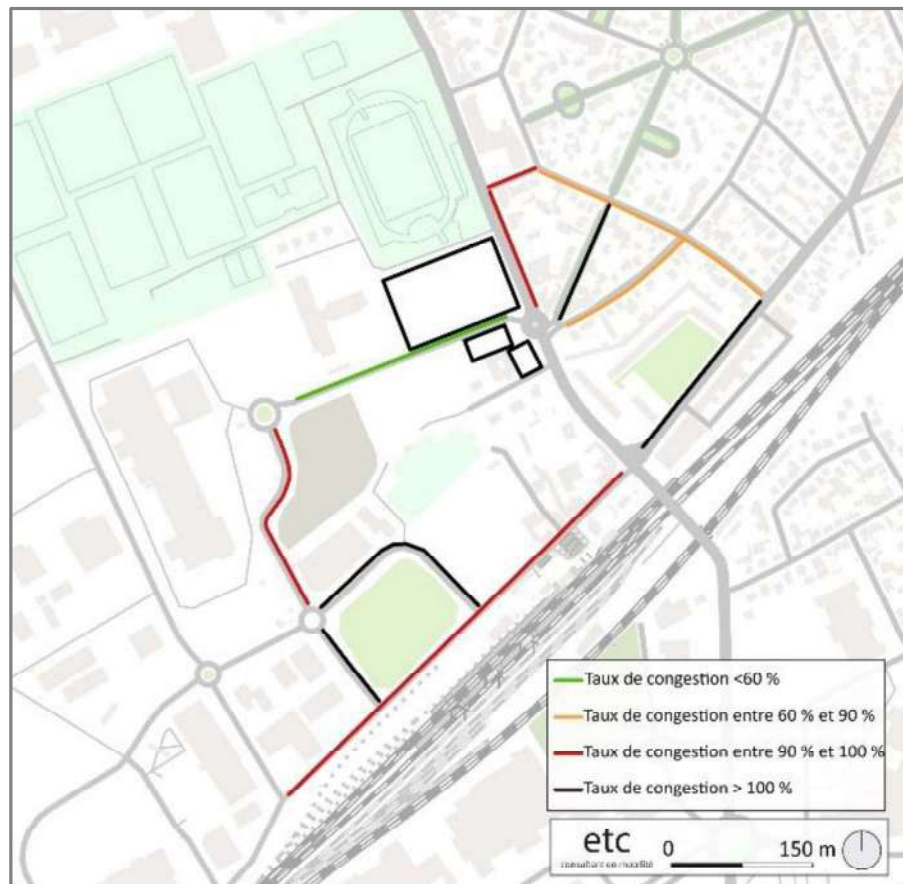 Taux de congestion <60 %
Taux de congestion entre 60 % et 90 %
Taux de congestion entre 90 % et 100 %
Taux de congestion > 100 %
etc
consultant en mobilité
0 150 m